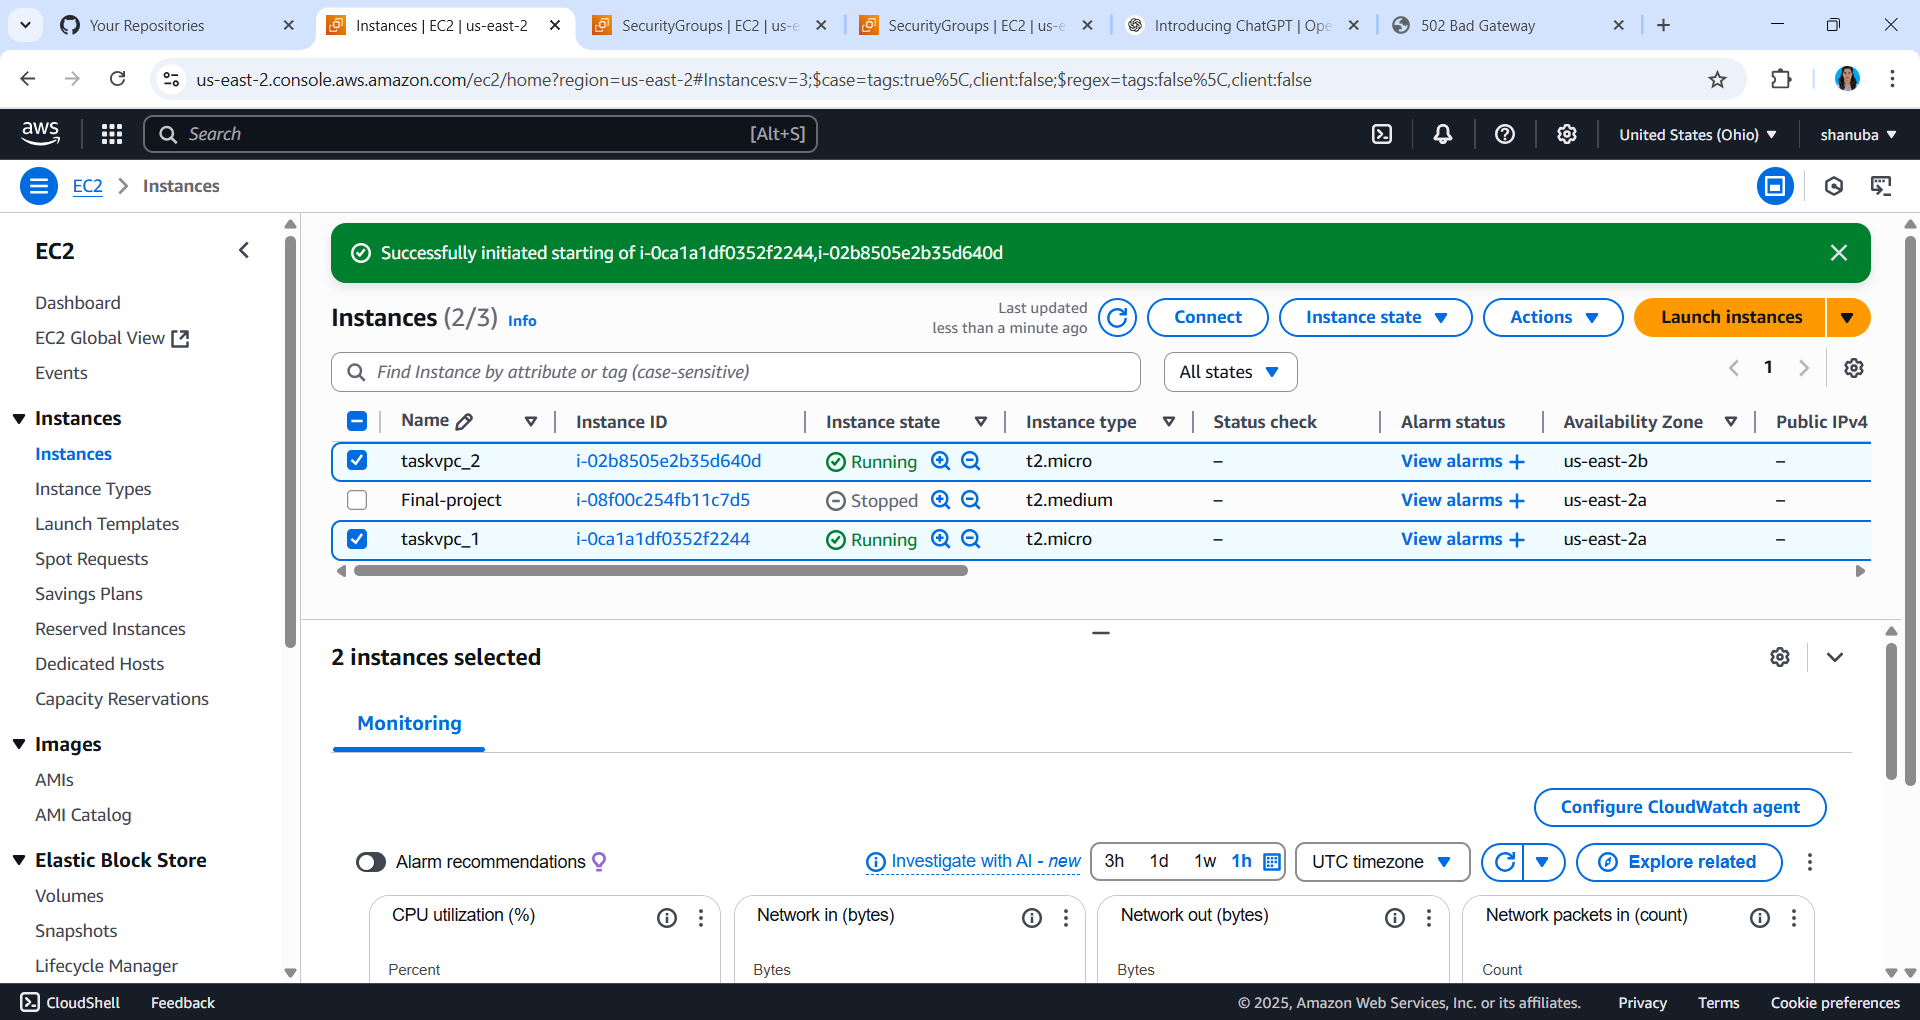 Your Repositories
Instances | EC2 | us-east-2
SecurityGroups | EC2 | us-e
SecurityGroups | EC2 | us-e
Introducing ChatGPT | Ope
502 Bad Gateway
us-east-2.console.aws.amazon.com/ec2/home?region=us-east-2#Instances:v=3;$case=tags:true%5C,client:false;$regex=tags:false%5C,client:false
aws
Search
[Alt+S]
United States (Ohio)
shanuba
EC2
Instances
EC2
Dashboard
EC2 Global View
Events
Instances
Instances
Instance Types
Launch Templates
Spot Requests
Savings Plans
Reserved Instances
Dedicated Hosts
Capacity Reservations
Images
AMIs
AMI Catalog
Elastic Block Store
Volumes
Snapshots
Lifecycle Manager
Successfully initiated starting of i-0ca1a1df0352f2244,i-02b8505e2b35d640d
Instances (2/3) Info
Last updated
less than a minute ago
Connect
Instance state
Actions
Launch instances
Find Instance by attribute or tag (case-sensitive)
All states
1
Name Instance ID Instance state Instance type Status check Alarm status Availability Zone Public IPv4
taskvpc_2 i-02b8505e2b35d640d Running t2.micro – View alarms + us-east-2b –
Final-project i-08f00c254fb11c7d5 Stopped t2.medium – View alarms + us-east-2a –
taskvpc_1 i-0ca1a1df0352f2244 Running t2.micro – View alarms + us-east-2a –
2 instances selected
Monitoring
Configure CloudWatch agent
Alarm recommendations
Investigate with AI - new
3h 1d 1w 1h
UTC timezone
Explore related
CPU utilization (%)
Percent
Network in (bytes)
Bytes
Network out (bytes)
Bytes
Network packets in (count)
Count
CloudShell
Feedback
© 2025, Amazon Web Services, Inc. or its affiliates.
Privacy
Terms
Cookie preferences